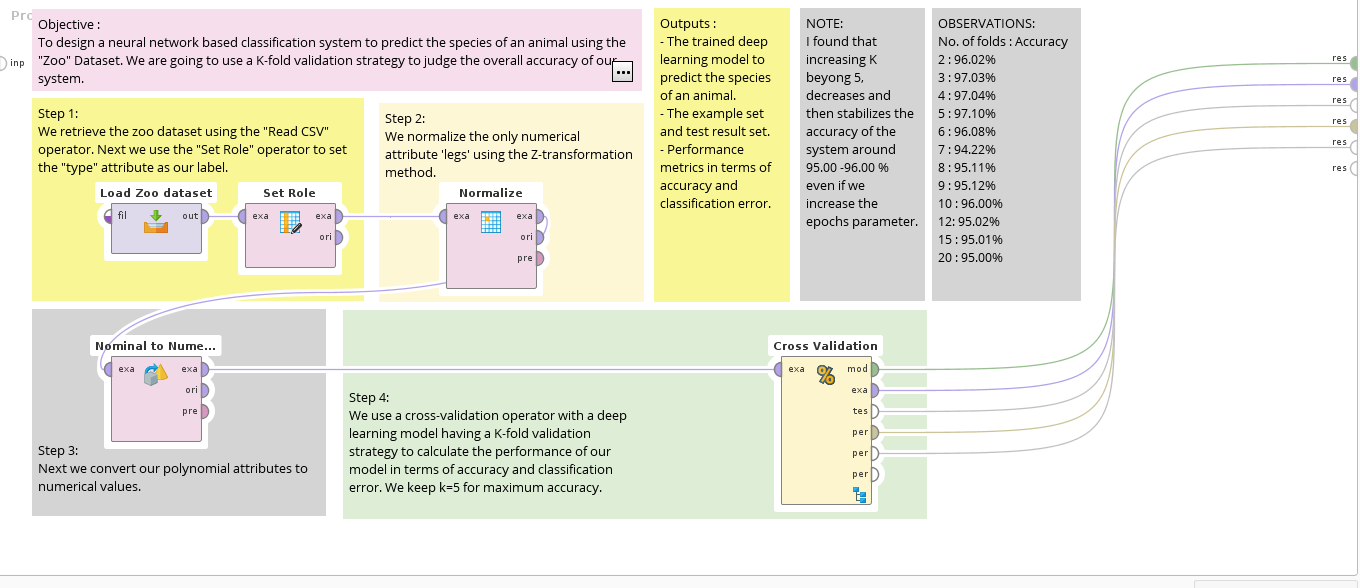 Pro
Objective :
To design a neural network based classification system to predict the species of an animal using the
"Zoo" Dataset. We are going to use a K-fold validation strategy to judge the overall accuracy of our
system.
inp
Step 1:
We retrieve the zoo dataset using the "Read CSV"
operator. Next we use the "Set Role" operator to set
the "type" attribute as our label.
Load Zoo dataset
fil
out
Set Role
exa
exa
ori
Step 2:
We normalize the only numerical
attribute 'legs' using the Z-transformation
method.
Normalize
exa
exa
ori
pre
Outputs :
- The trained deep
learning model to
predict the species
of an animal.
- The example set
and test result set.
- Performance
metrics in terms of
accuracy and
classification error.
NOTE:
I found that
increasing K
beyong 5,
decreases and
then stabilizes the
accuracy of the
system around
95.00 -96.00 %
even if we
increase the
epochs parameter.
OBSERVATIONS:
No. of folds : Accuracy
2 : 96.02%
3 : 97.03%
4 : 97.04%
5 : 97.10%
6 : 96.08%
7 : 94.22%
8 : 95.11%
9 : 95.12%
10 : 96.00%
12: 95.02%
15 : 95.01%
20 : 95.00%
res
res
res
res
res
res
Nominal to Nume...
exa
exa
ori
pre
Step 3:
Next we convert our polynomial attributes to
numerical values.
Step 4:
We use a cross-validation operator with a deep
learning model having a K-fold validation
strategy to calculate the performance of our
model in terms of accuracy and classification
error. We keep k=5 for maximum accuracy.
Cross Validation
exa
mod
exa
tes
per
per
per